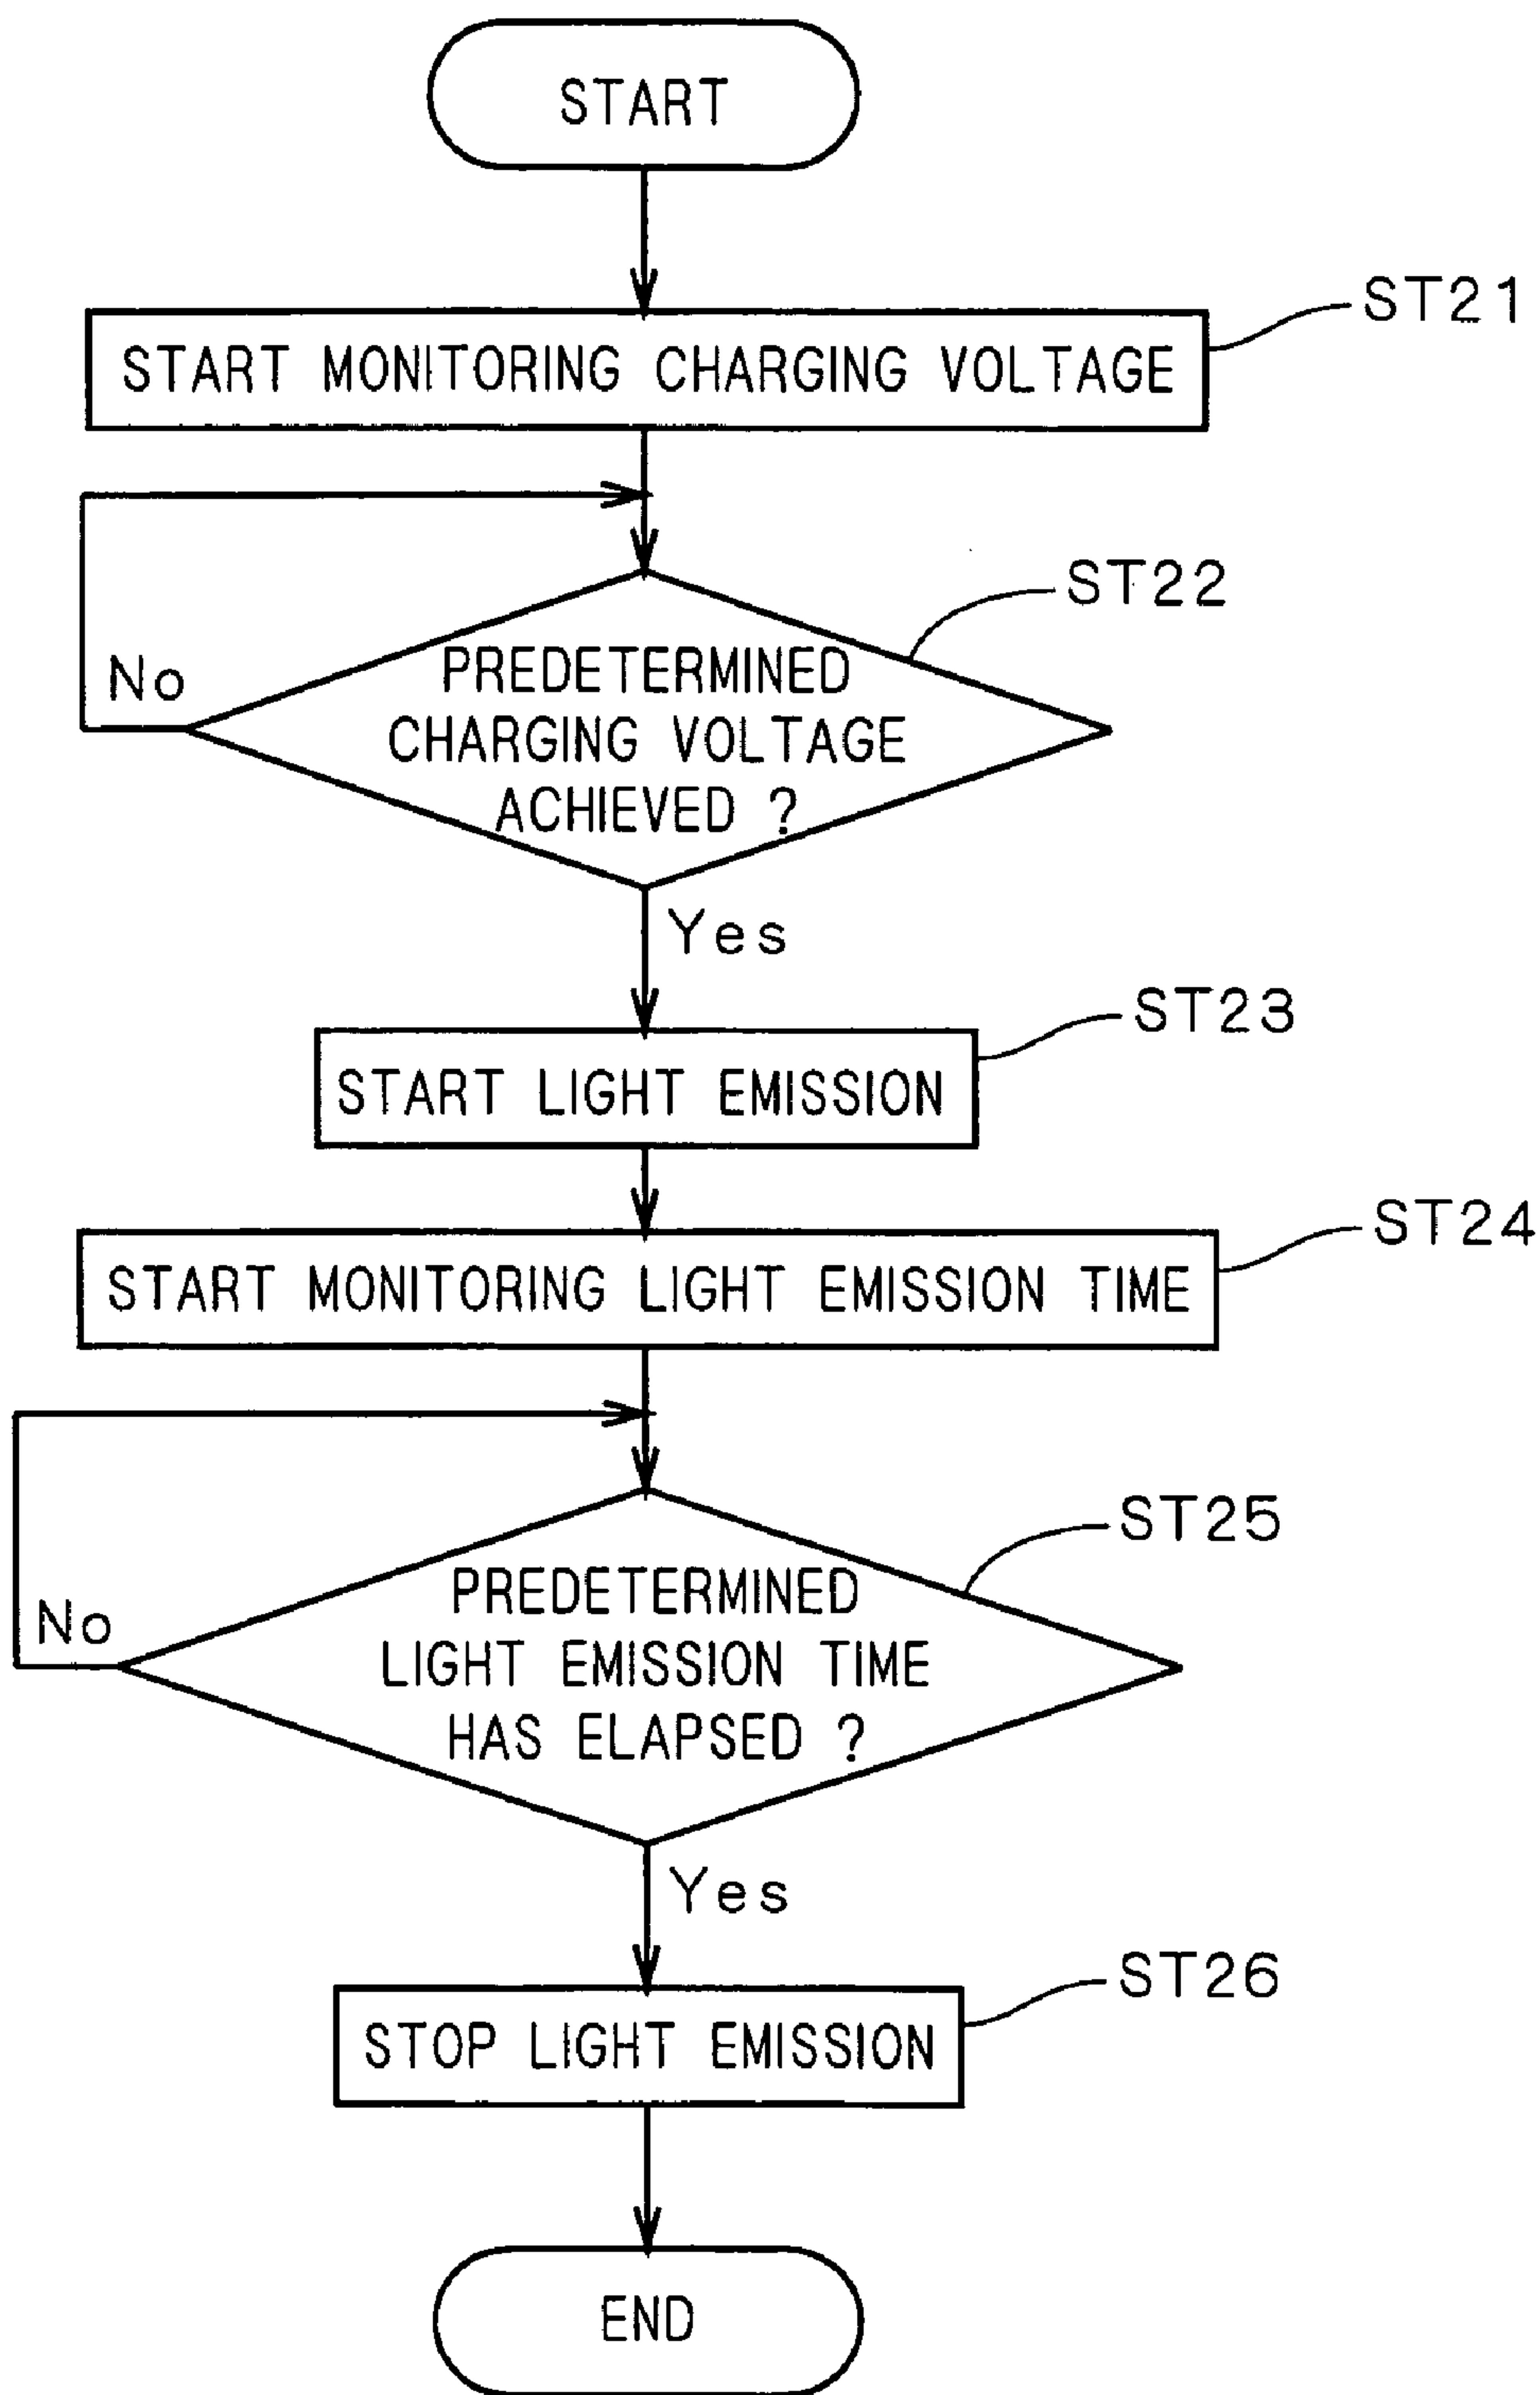 START
ST21
START MONITORING CHARGING VOLTAGE
ST22
No
PREDETERMINED
CHARGING VOLTAGE
ACHIEVED ?
Yes
ST23
START LIGHT EMISSION
ST24
START MONITORING LIGHT EMISSION TIME
ST25
No
PREDETERMINED
LIGHT EMISSION TIME
HAS ELAPSED ?
Yes
ST26
STOP LIGHT EMISSION
END